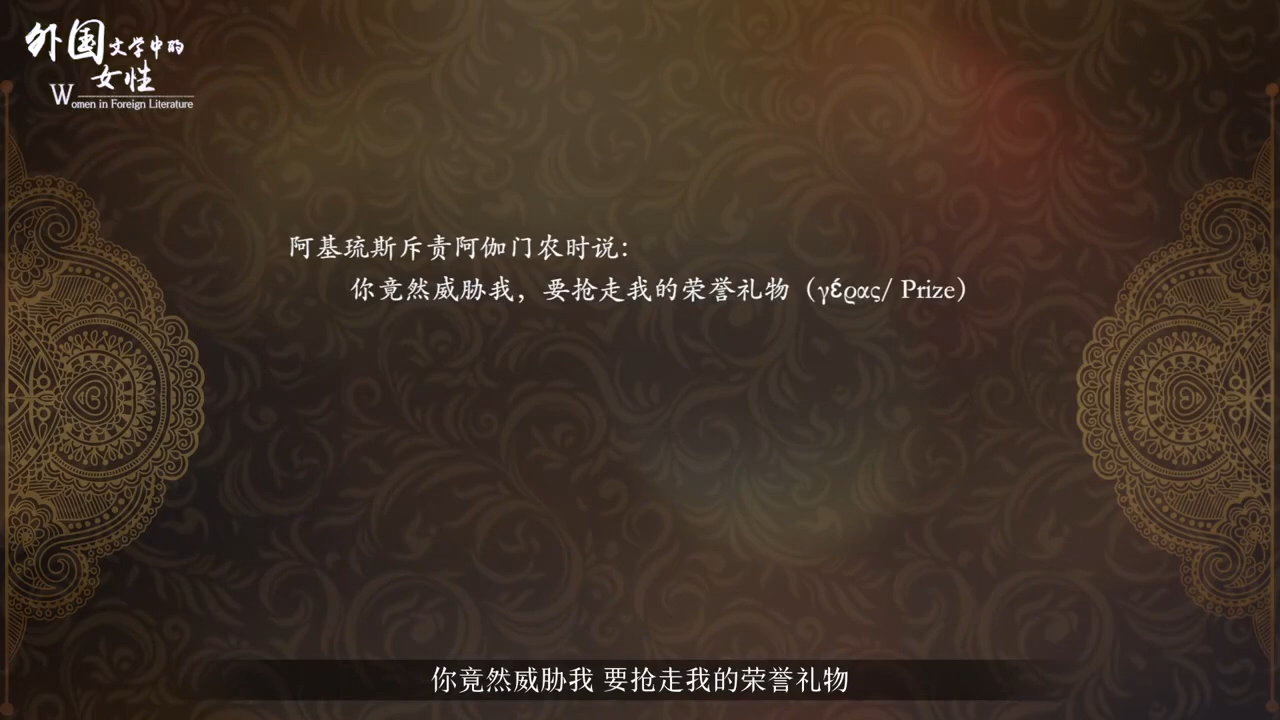 外国文学中的
女性
Women in Foreign Literature
阿基琉斯斥责阿伽门农时说：
你竟然威胁我，要抢走我的荣誉礼物（γέρας/ Prize）
你竟然威胁我 要抢走我的荣誉礼物